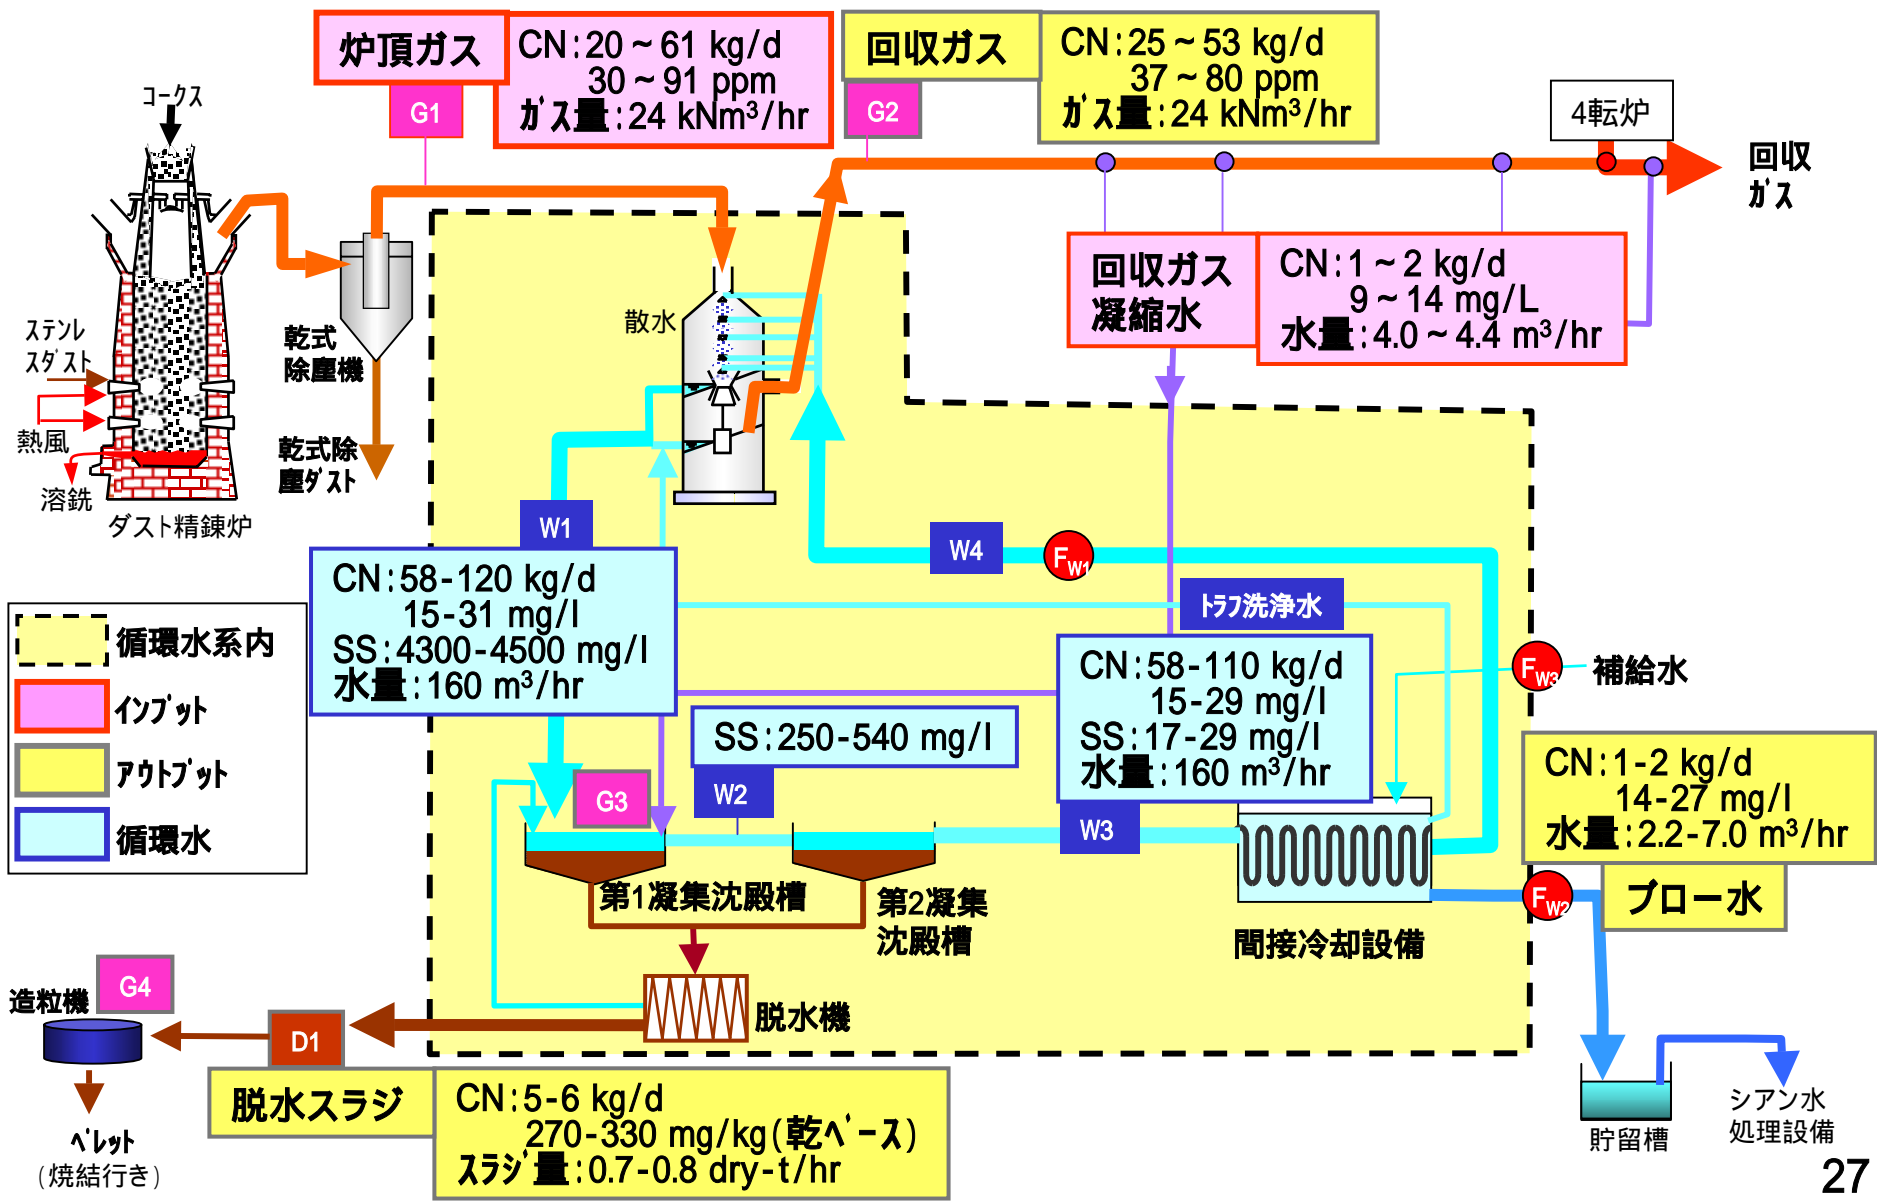 炉頂ガス
CN:20~61 kg/d
30~91 ppm
ガス量:24 kNm³/hr
G1
回収ガス
CN:25~53 kg/d
37~80 ppm
ガス量:24 kNm³/hr
G2
4転炉
回収
ガス
コークス
ステンレ
スダスト
熱風
溶銑
ダスト精錬炉
乾式
除塵機
乾式除
塵ダスト
散水
回収ガス
凝縮水
CN:1~2 kg/d
9~14 mg/L
水量:4.0~4.4 m³/hr
W1
CN:58-120 kg/d
15-31 mg/l
SS:4300-4500 mg/l
水量:160 m³/hr
W4
FW1
トラフ洗浄水
循環水系内
インプット
アウトプット
循環水
CN:58-110 kg/d
15-29 mg/l
SS:17-29 mg/l
水量:160 m³/hr
W3
FW3
補給水
SS:250-540 mg/l
W2
G3
CN:1-2 kg/d
14-27 mg/l
水量:2.2-7.0 m³/hr
FW2
ブロー水
第1凝集沈殿槽
第2凝集
沈殿槽
間接冷却設備
脱水機
造粒機
G4
D1
脱水スラジ
CN:5-6 kg/d
270-330 mg/kg(乾ベース)
スラジ量:0.7-0.8 dry-t/hr
ペレット
(焼結行き)
貯留槽
シアン水
処理設備
27